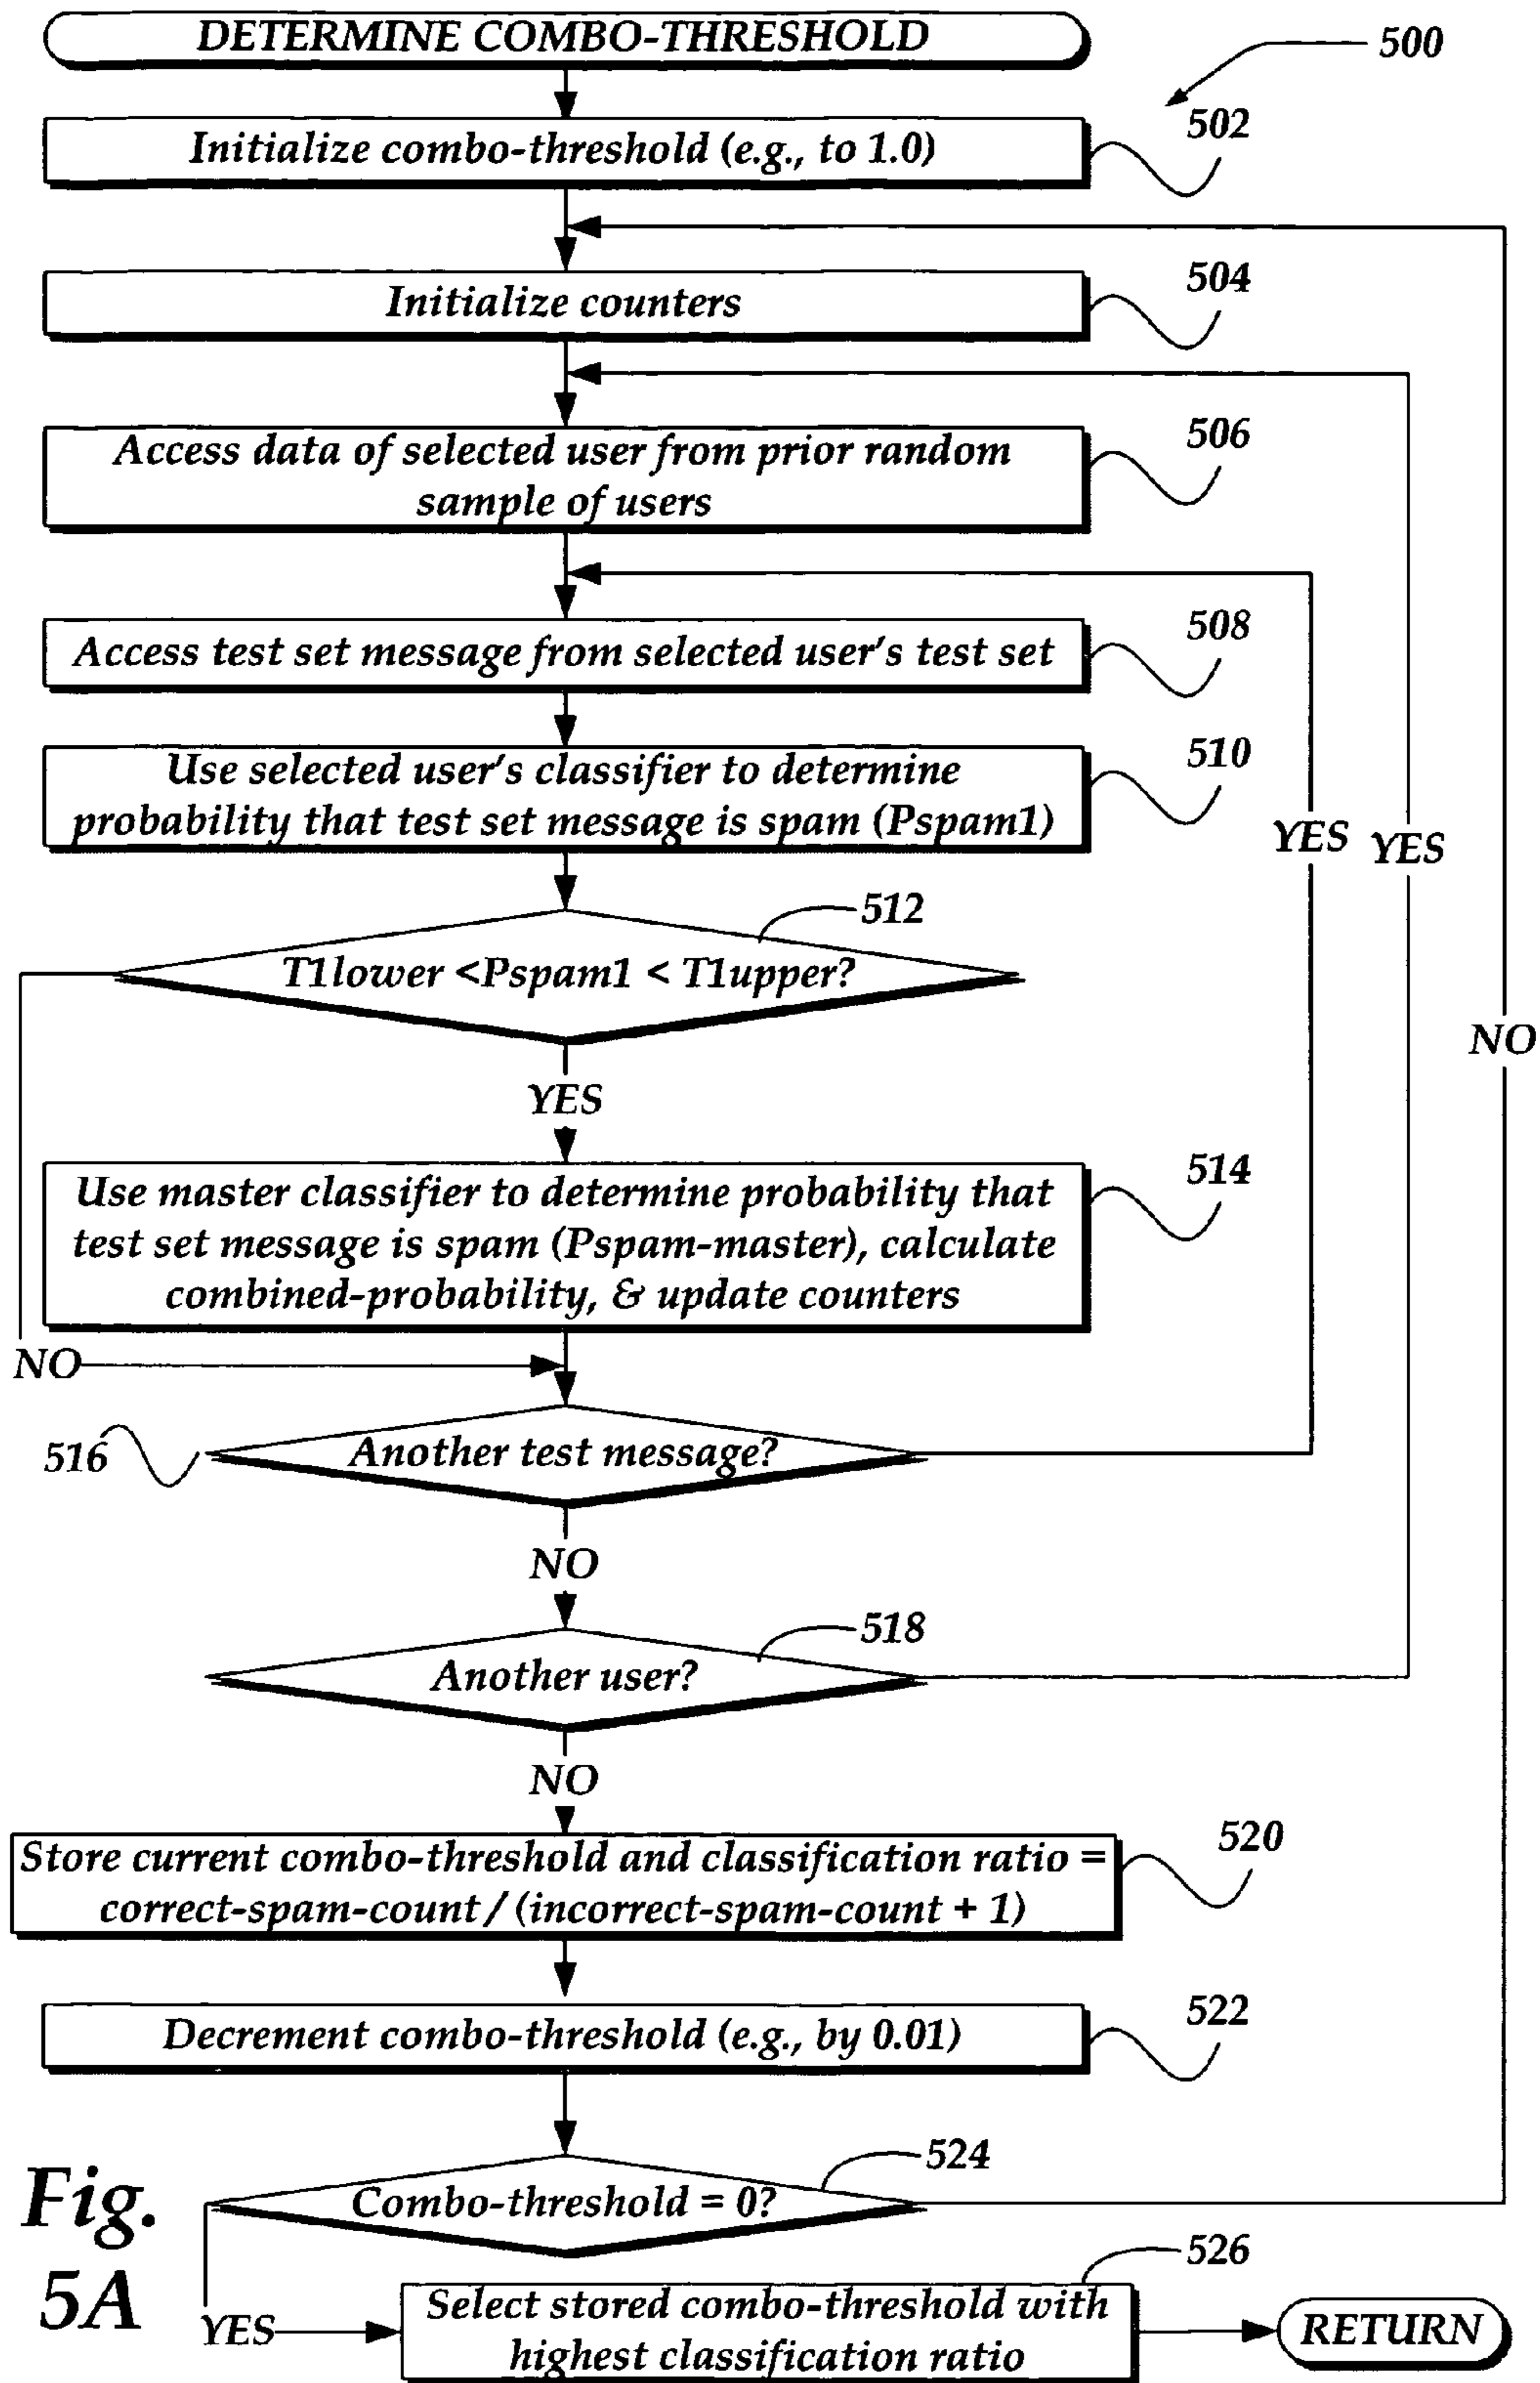 DETERMINE COMBO-THRESHOLD
500
502
Initialize combo-threshold (e.g., to 1.0)
504
Initialize counters
506
Access data of selected user from prior random
sample of users
508
Access test set message from selected user's test set
510
Use selected user's classifier to determine
probability that test set message is spam (Pspam1)
YES
YES
512
T1lower <Pspam1 < T1upper?
NO
YES
514
Use master classifier to determine probability that
test set message is spam (Pspam-master), calculate
combined-probability, & update counters
NO
516
Another test message?
NO
518
Another user?
NO
520
Store current combo-threshold and classification ratio =
correct-spam-count / (incorrect-spam-count + 1)
522
Decrement combo-threshold (e.g., by 0.01)
524
Combo-threshold = 0?
Fig.
5A
526
YES
Select stored combo-threshold with
highest classification ratio
RETURN